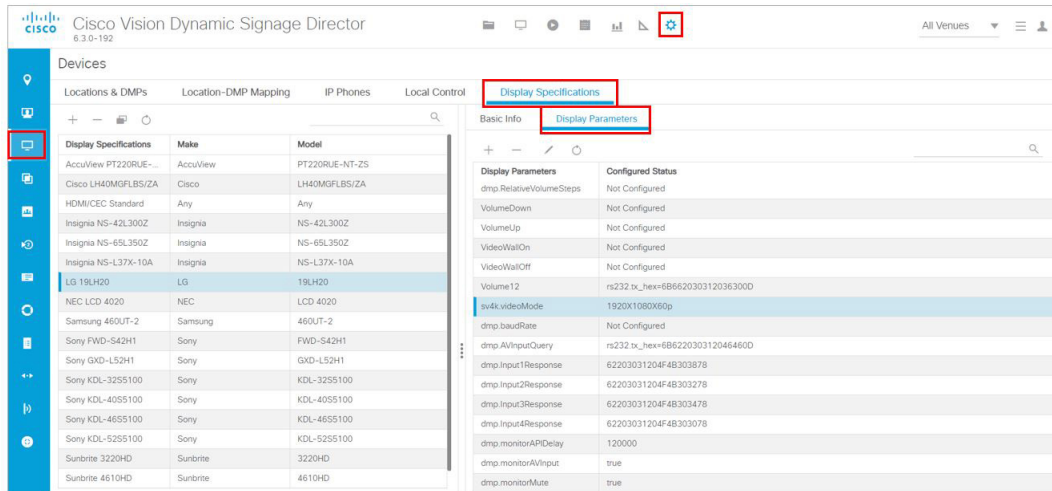 CISCO
Cisco Vision Dynamic Signage Director
6.3.0-192
All Venues
Devices
Locations & DMPs
Location-DMP Mapping
IP Phones
Local Control
Display Specifications
Basic Info
Display Parameters
Display Specifications Make Model
AccuView PT220RUE-... AccuView PT220RUE-NT-ZS
Cisco LH40MGFLBS/ZA Cisco LH40MGFLBS/ZA
HDMI/CEC Standard Any Any
Insignia NS-42L300Z Insignia NS-42L300Z
Insignia NS-65L350Z Insignia NS-65L350Z
Insignia NS-L37X-10A Insignia NS-L37X-10A
LG 19LH20 LG 19LH20
NEC LCD 4020 NEC LCD 4020
Samsung 460UT-2 Samsung 460UT-2
Sony FWD-S42H1 Sony FWD-S42H1
Sony GXD-L52H1 Sony GXD-L52H1
Sony KDL-32S5100 Sony KDL-32S5100
Sony KDL-40S5100 Sony KDL-40S5100
Sony KDL-46S5100 Sony KDL-46S5100
Sony KDL-52S5100 Sony KDL-52S5100
Sunbrite 3220HD Sunbrite 3220HD
Sunbrite 4610HD Sunbrite 4610HD
Display Parameters Configured Status
dmp.RelativeVolumeSteps Not Configured
VolumeDown Not Configured
VolumeUp Not Configured
VideoWallOn Not Configured
VideoWallOff Not Configured
Volume12 rs232.tx_hex=6B662030312036300D
sv4k.videoMode 1920X1080X60p
dmp.baudRate Not Configured
dmp.AVInputQuery rs232.tx_hex=6B622030312046460D
dmp.Input1Response 62203031204F4B303878
dmp.Input2Response 62203031204F4B303278
dmp.Input3Response 62203031204F4B303478
dmp.Input4Response 62203031204F4B303078
dmp.monitorAPIDelay 120000
dmp.monitorAVInput true
dmp.monitorMute true